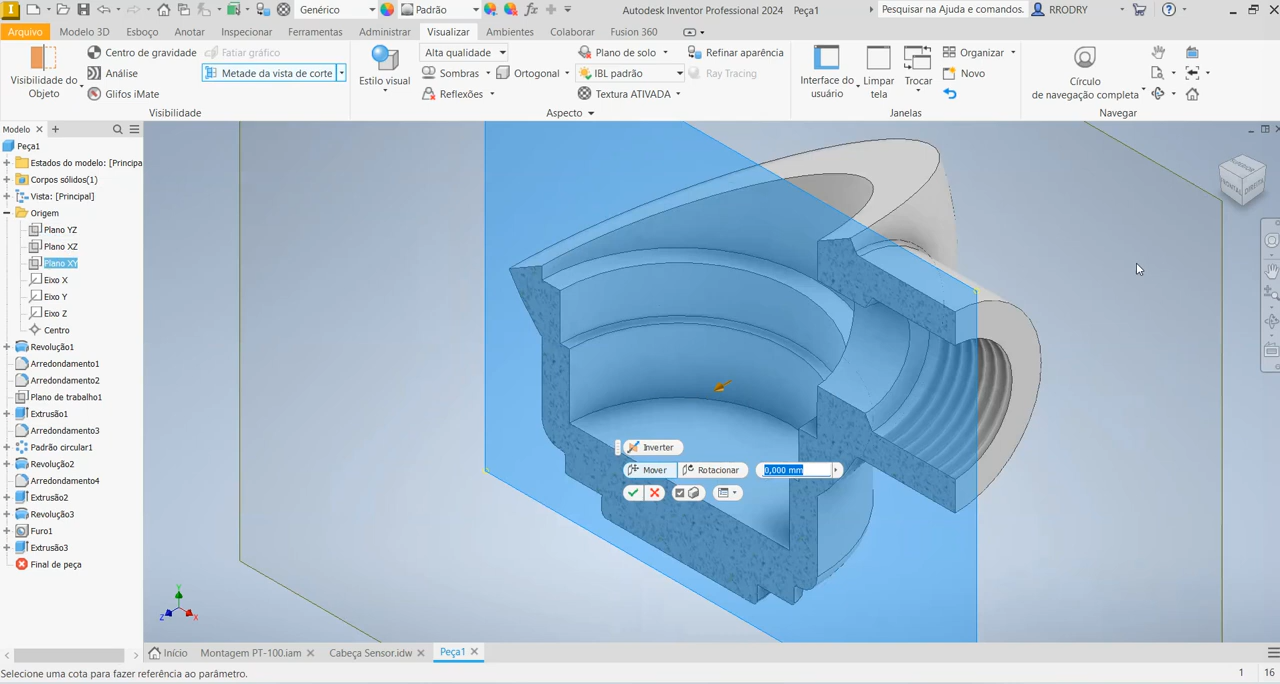 Genérico
Padrão
Autodesk Inventor Professional 2024 Peça1
Pesquisar na Ajuda e comandos.
RRODRY
Arquivo
Modelo 3D
Esboço
Anotar
Inspecionar
Ferramentas
Administrar
Visualizar
Ambientes
Colaborar
Fusion 360
Visibilidade do
Objeto
Centro de gravidade
Análise
Glifos iMate
Fatiar gráfico
Metade da vista de corte
Visibilidade
Estilo visual
Alta qualidade
Sombras
Reflexões
Ortogonal
Plano de solo
IBL padrão
Textura ATIVADA
Refinar aparência
Ray Tracing
Aspecto
Interface do
usuário
Limpar
tela
Trocar
Organizar
Novo
Janelas
Círculo
de navegação completa
Navegar
Modelo
Peça1
Estados do modelo: [Principa
Corpos sólidos(1)
Vista: [Principal]
Origem
Plano YZ
Plano XZ
Plano XY
Eixo X
Eixo Y
Eixo Z
Centro
Revolução1
Arredondamento1
Arredondamento2
Plano de trabalho1
Extrusão1
Arredondamento3
Padrão circular1
Revolução2
Arredondamento4
Extrusão2
Revolução3
Furo1
Extrusão3
Final de peça
FRONTAL
DIREITA
Inverter
Mover
Rotacionar
0,000 mm
Y
Z
X
Início
Montagem PT-100.iam
Cabeça Sensor.idw
Peça1
Selecione uma cota para fazer referência ao parâmetro.
1
16